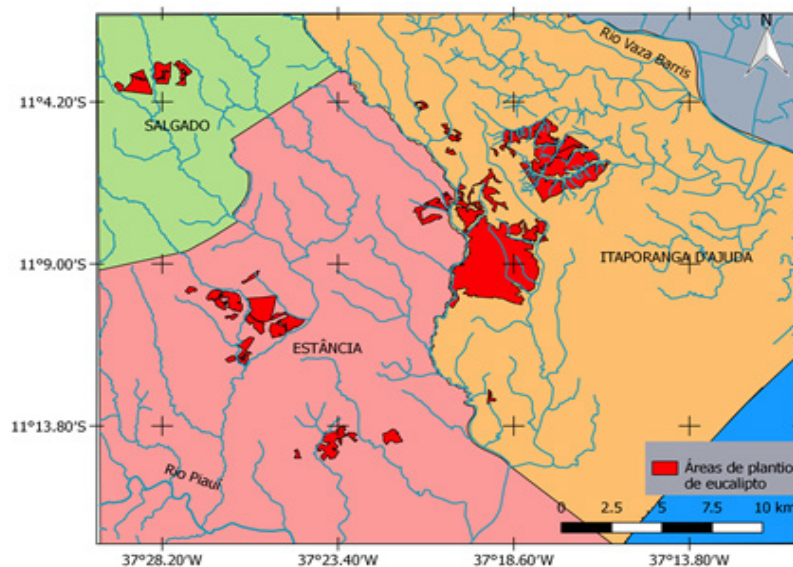 N
Rio Vaza Barris
11°4.20'S
SALGADO
11°9.00'S
ITAPORANGA D'AJUDA
ESTÂNCIA
11°13.80'S
Áreas de plantio
de eucalipto
Rio Piauí
0 2.5 5 7.5 10 km
37°28.20'W 37°23.40'W 37°18.60'W 37°13.80'W